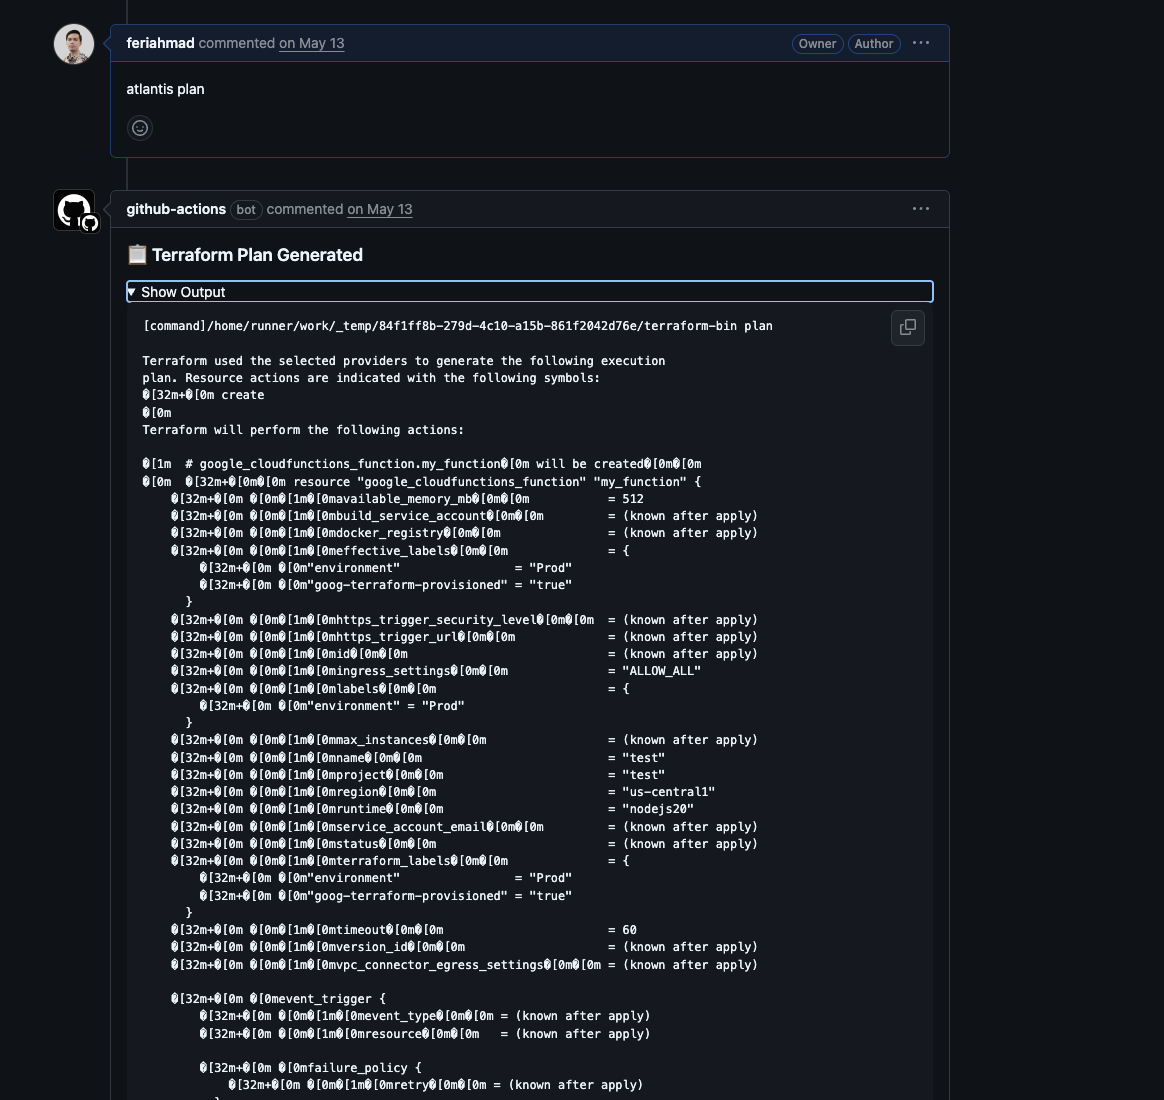 feriahmad commented on May 13
Owner
Author
atlantis plan
github-actions bot commented on May 13
Terraform Plan Generated
Show Output
[command]/home/runner/work/_temp/84f1ff8b-279d-4c10-a15b-861f2042d76e/terraform-bin plan
Terraform used the selected providers to generate the following execution
plan. Resource actions are indicated with the following symbols:
�[32m+�[0m create
�[0m
Terraform will perform the following actions:
�[1m  # google_cloudfunctions_function.my_function�[0m will be created�[0m�[0m
�[0m  �[32m+�[0m�[0m resource "google_cloudfunctions_function" "my_function" {
�[32m+�[0m �[0m�[1m�[0mavailable_memory_mb�[0m�[0m = 512
�[32m+�[0m �[0m�[1m�[0mbuild_service_account�[0m�[0m = (known after apply)
�[32m+�[0m �[0m�[1m�[0mdocker_registry�[0m�[0m = (known after apply)
�[32m+�[0m �[0m�[1m�[0meffective_labels�[0m�[0m = {
�[32m+�[0m �[0m"environment" = "Prod"
�[32m+�[0m �[0m"goog-terraform-provisioned" = "true"
}
�[32m+�[0m �[0m�[1m�[0mhttps_trigger_security_level�[0m�[0m = (known after apply)
�[32m+�[0m �[0m�[1m�[0mhttps_trigger_url�[0m�[0m = (known after apply)
�[32m+�[0m �[0m�[1m�[0mid�[0m�[0m = (known after apply)
�[32m+�[0m �[0m�[1m�[0mingress_settings�[0m�[0m = "ALLOW_ALL"
�[32m+�[0m �[0m�[1m�[0mlabels�[0m�[0m = {
�[32m+�[0m �[0m"environment" = "Prod"
}
�[32m+�[0m �[0m�[1m�[0mmax_instances�[0m�[0m = (known after apply)
�[32m+�[0m �[0m�[1m�[0mname�[0m�[0m = "test"
�[32m+�[0m �[0m�[1m�[0mproject�[0m�[0m = "test"
�[32m+�[0m �[0m�[1m�[0mregion�[0m�[0m = "us-central1"
�[32m+�[0m �[0m�[1m�[0mruntime�[0m�[0m = "nodejs20"
�[32m+�[0m �[0m�[1m�[0mservice_account_email�[0m�[0m = (known after apply)
�[32m+�[0m �[0m�[1m�[0mstatus�[0m�[0m = (known after apply)
�[32m+�[0m �[0m�[1m�[0mterraform_labels�[0m�[0m = {
�[32m+�[0m �[0m"environment" = "Prod"
�[32m+�[0m �[0m"goog-terraform-provisioned" = "true"
}
�[32m+�[0m �[0m�[1m�[0mtimeout�[0m�[0m = 60
�[32m+�[0m �[0m�[1m�[0mversion_id�[0m�[0m = (known after apply)
�[32m+�[0m �[0m�[1m�[0mvpc_connector_egress_settings�[0m�[0m = (known after apply)
�[32m+�[0m �[0mevent_trigger {
�[32m+�[0m �[0m�[1m�[0mevent_type�[0m�[0m = (known after apply)
�[32m+�[0m �[0m�[1m�[0mresource�[0m�[0m = (known after apply)
�[32m+�[0m �[0mfailure_policy {
�[32m+�[0m �[0m�[1m�[0mretry�[0m�[0m = (known after apply)